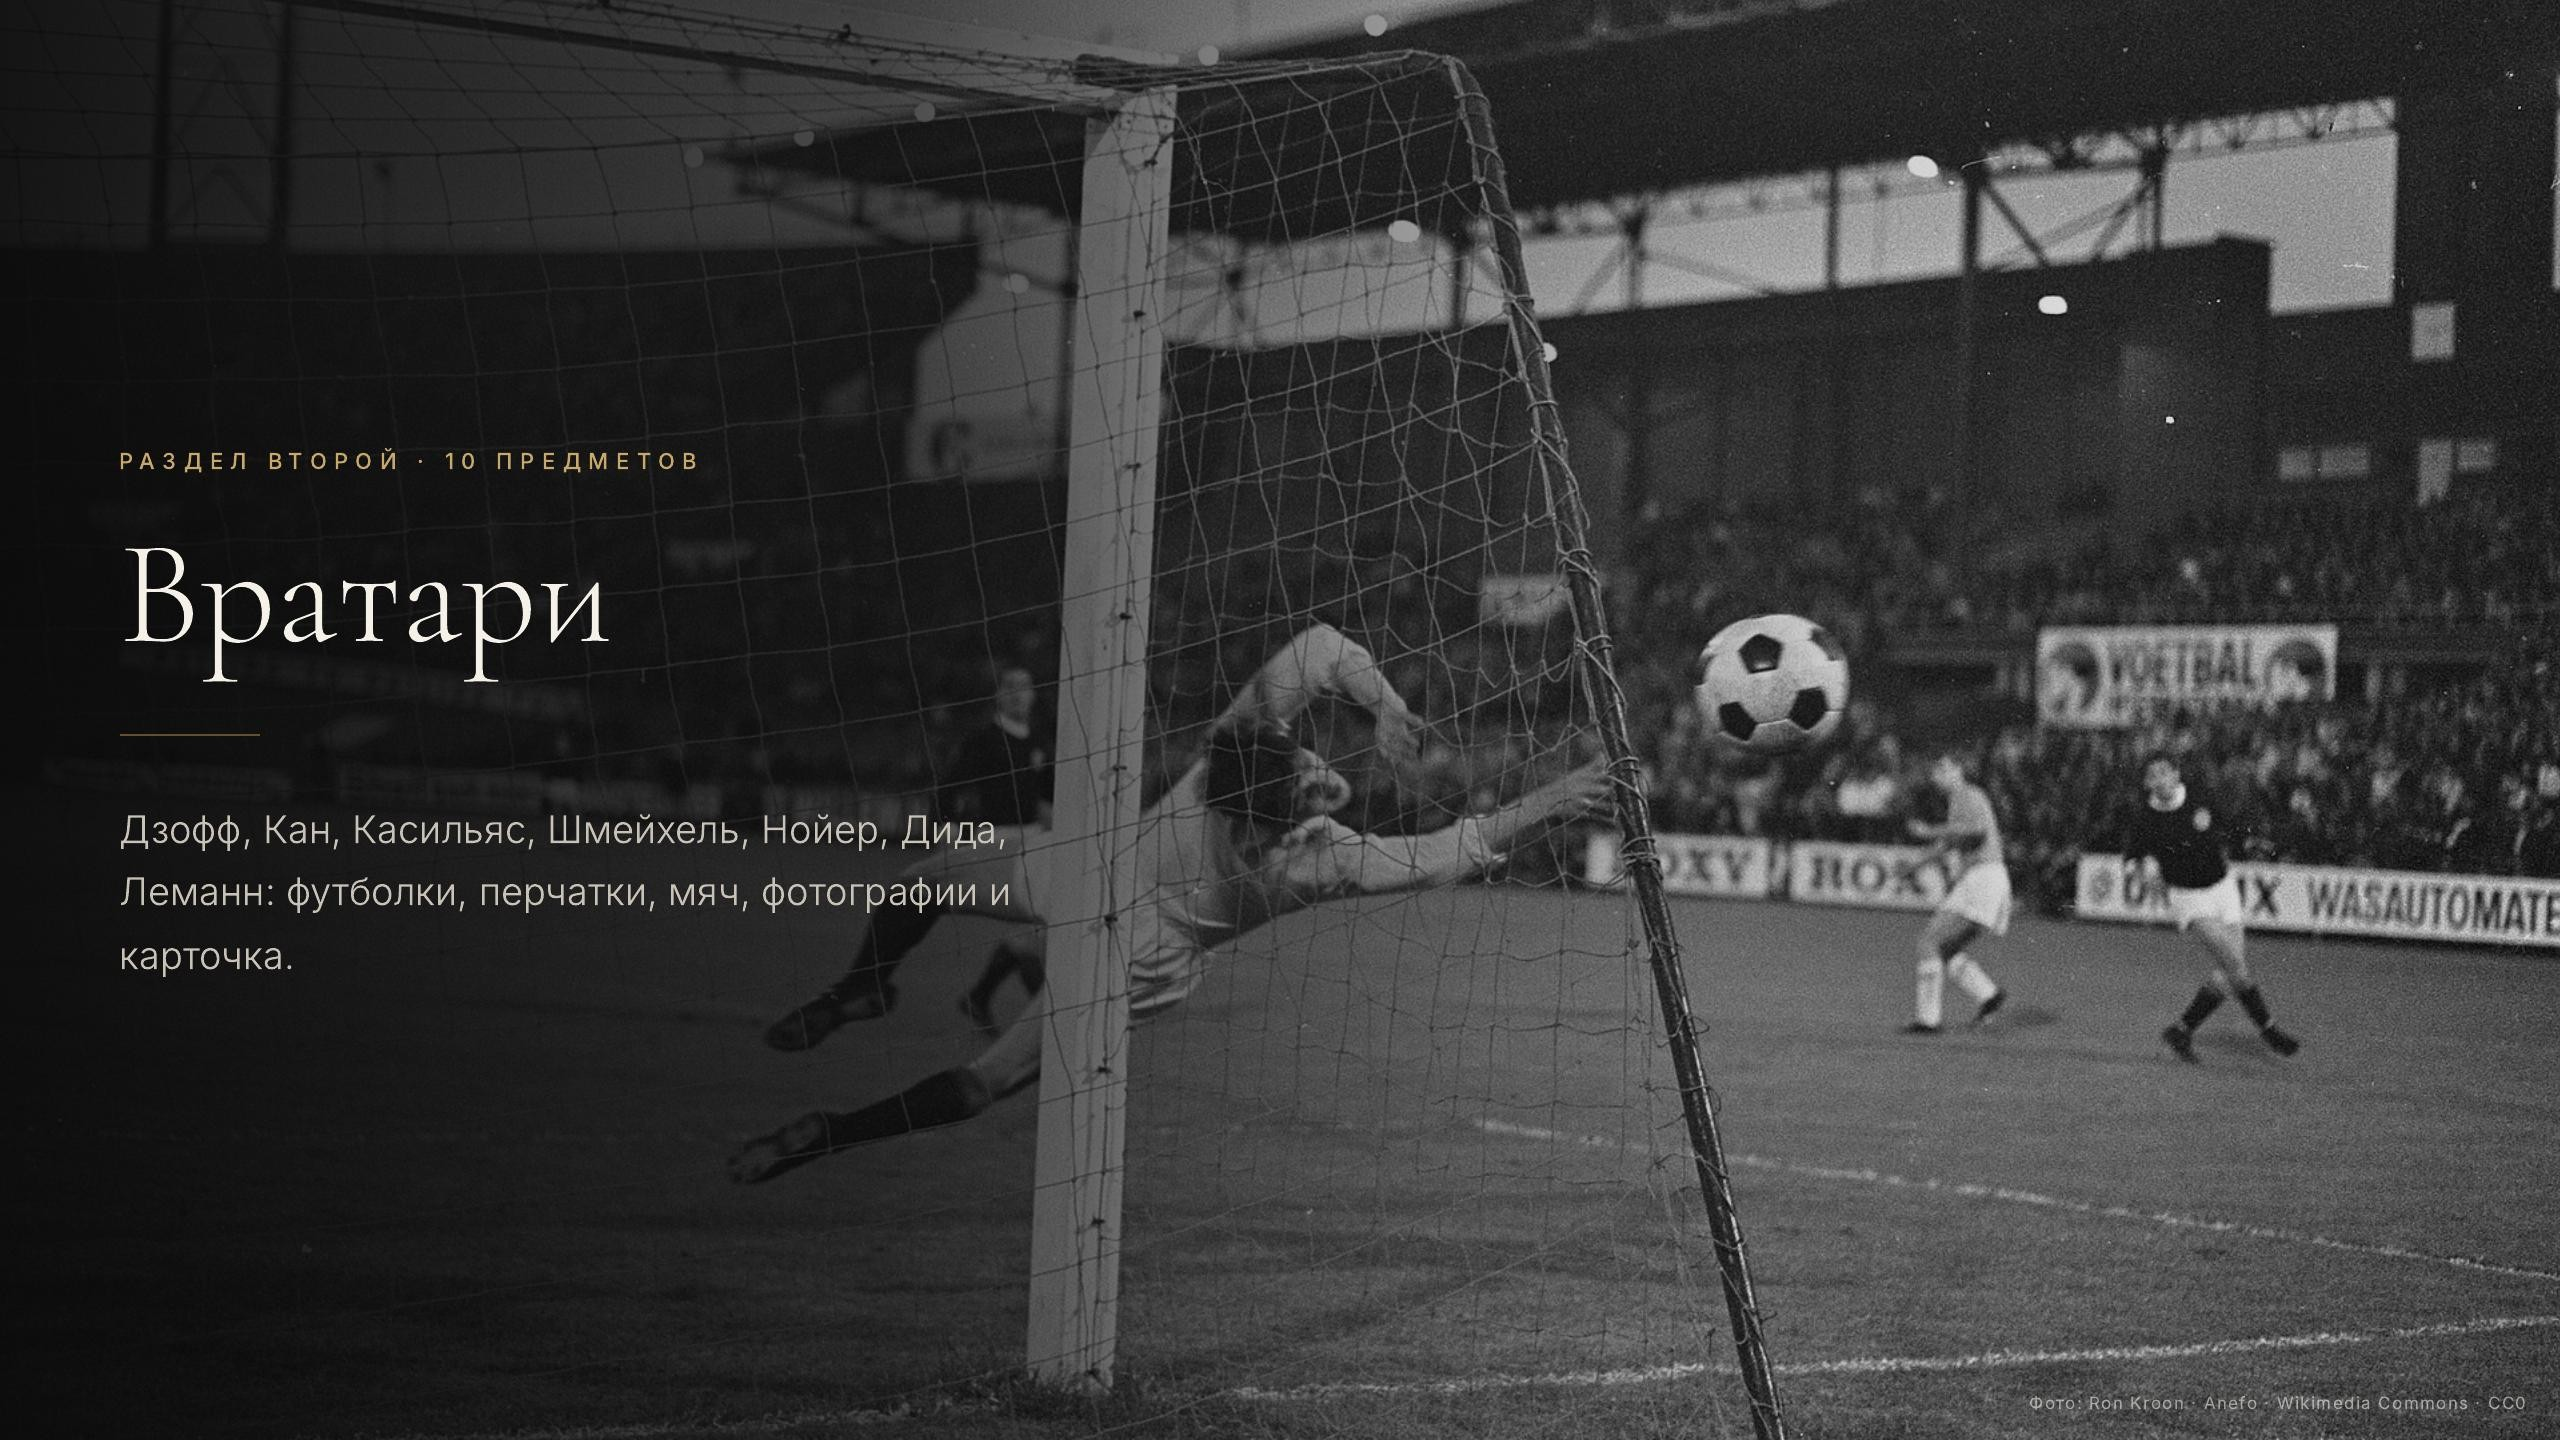 РАЗДЕЛ ВТОРОЙ · 10 ПРЕДМЕТОВ
Вратари
Дзофф, Кан, Касильяс, Шмейхель, Нойер, Дида,
Леманн: футболки, перчатки, мяч, фотографии и
карточка.
VOETBAL
ROXY
ROXY
WASAUTOMATE
Фото: Ron Kroon · Anefo · Wikimedia Commons · CC0